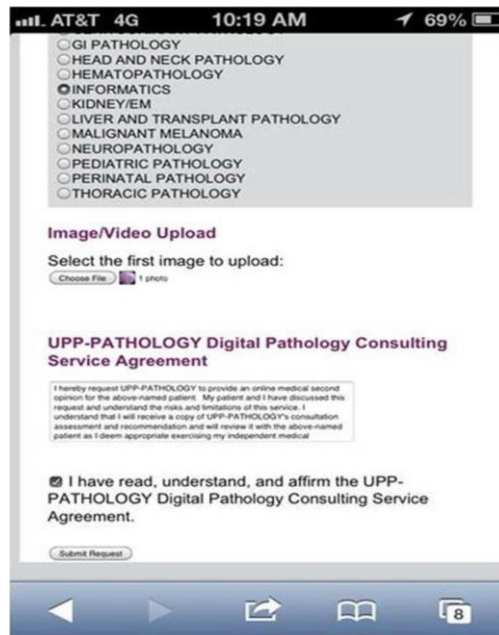 AT&T 4G 10:19 AM 69%
GI PATHOLOGY
HEAD AND NECK PATHOLOGY
HEMATOPATHOLOGY
INFORMATICS
KIDNEY/EM
LIVER AND TRANSPLANT PATHOLOGY
MALIGNANT MELANOMA
NEUROPATHOLOGY
PEDIATRIC PATHOLOGY
PERINATAL PATHOLOGY
THORACIC PATHOLOGY
Image/Video Upload
Select the first image to upload:
Choose File 1 photo
UPP-PATHOLOGY Digital Pathology Consulting
Service Agreement
I hereby request UPP-PATHOLOGY to provide an online medical second
opinion for the above-named patient. My patient and I have discussed this
request and understand the risks and limitations of this service. I
understand that I will receive a copy of UPP-PATHOLOGY's consultation
assessment and recommendation and will review it with the above-named
patient as I deem appropriate exercising my independent medical
I have read, understand, and affirm the UPP-
PATHOLOGY Digital Pathology Consulting Service
Agreement.
Submit Request
8